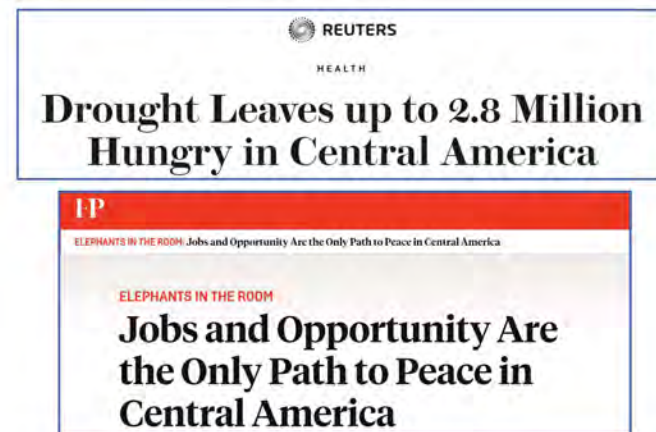 REUTERS
HEALTH
Drought Leaves up to 2.8 Million
Hungry in Central America
FP
ELEPHANTS IN THE ROOM: Jobs and Opportunity Are the Only Path to Peace in Central America
ELEPHANTS IN THE ROOM
Jobs and Opportunity Are
the Only Path to Peace in
Central America